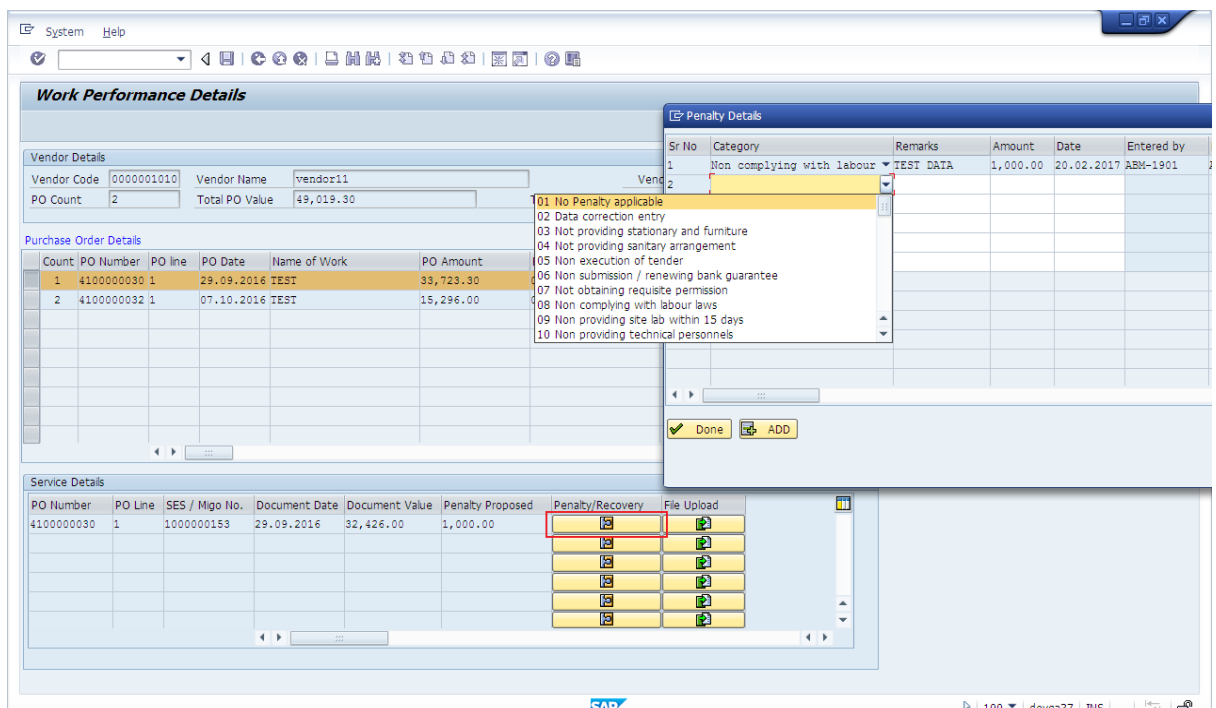 System Help
Work Performance Details
Vendor Details
Vendor Code 0000001010 Vendor Name vendor11 Vend
PO Count 2 Total PO Value 49,019.30
Purchase Order Details
Count PO Number PO line PO Date Name of Work PO Amount
1 4100000030 1 29.09.2016 TEST 33,723.30
2 4100000032 1 07.10.2016 TEST 15,296.00
Penalty Details
Sr No Category Remarks Amount Date Entered by
1 Non complying with labour TEST DATA 1,000.00 20.02.2017 ABM-1901
2
01 No Penalty applicable
02 Data correction entry
03 Not providing stationary and furniture
04 Not providing sanitary arrangement
05 Non execution of tender
06 Non submission / renewing bank guarantee
07 Not obtaining requisite permission
08 Non complying with labour laws
09 Non providing site lab within 15 days
10 Non providing technical personnels
Done ADD
Service Details
PO Number PO Line SES / Migo No. Document Date Document Value Penalty Proposed Penalty/Recovery File Upload
4100000030 1 1000000153 29.09.2016 32,426.00 1,000.00
SAP